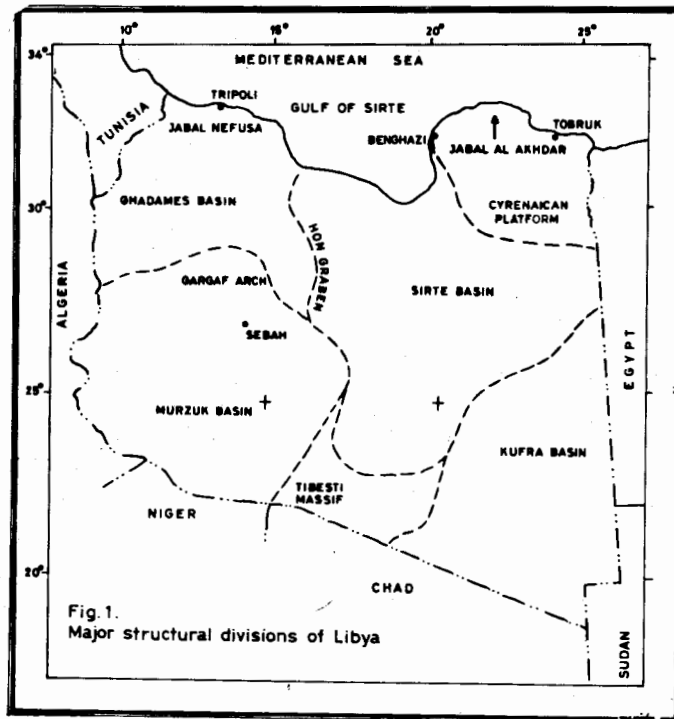 10°
15°
20°
25°
34°
MEDITERRANEAN SEA
TRIPOLI
GULF OF SIRTE
TUNISIA
JABAL NEFUSA
BENGHAZI
TOBRUK
JABAL AL AKHDAR
30°
GHADAMES BASIN
CYRENAICAN
PLATFORM
HON GRABEN
ALGERIA
GARGAF ARCH
SIRTE BASIN
SEBAH
EGYPT
25°
MURZUK BASIN
KUFRA BASIN
TIBESTI
MASSIF
NIGER
20°
CHAD
Fig. 1.
Major structural divisions of Libya
SUDAN